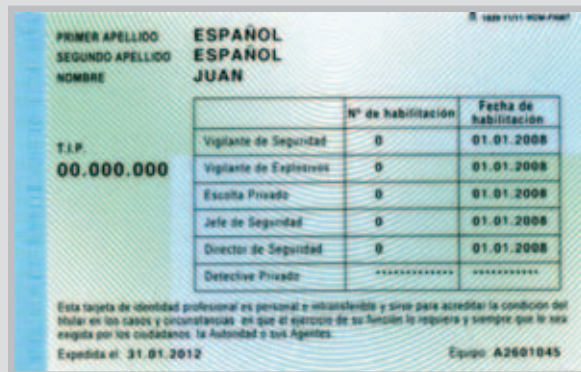 PRIMER APELLIDO ESPAÑOL
SEGUNDO APELLIDO ESPAÑOL
NOMBRE JUAN
Nº de habilitación Fecha de habilitación
T.I.P.
00.000.000
Vigilante de Seguridad 0 01.01.2008
Vigilante de Explosivos 0 01.01.2008
Escolta Privado 0 01.01.2008
Jefe de Seguridad 0 01.01.2008
Director de Seguridad 0 01.01.2008
Detective Privado ************* ***********
Esta tarjeta de identidad profesional es personal e intransferible y sirve para acreditar la condición del
titular en los casos y circunstancias en que el ejercicio de su función lo requiera y siempre que le sea
exigida por los ciudadanos la Autoridad o sus Agentes
Expedida el 31.01.2012 Equipo A2601045